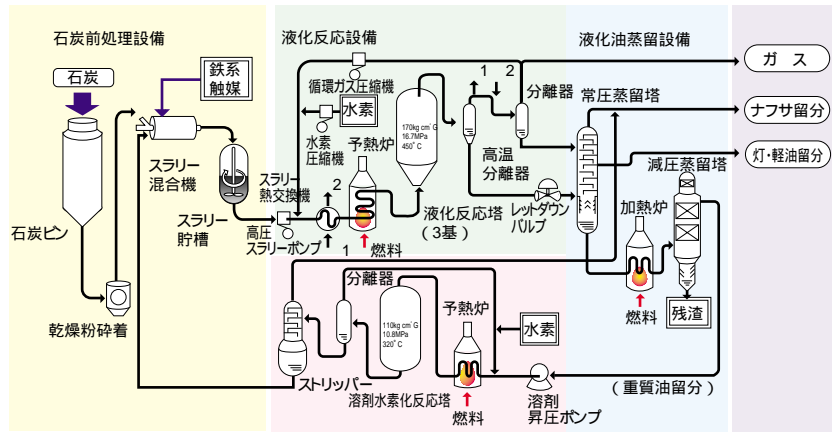 石炭前処理設備
液化反応設備
液化油蒸留設備
石炭
鉄系
触媒
循環ガス圧縮機
水素
水素
圧縮機
予熱炉
170kg cm²G
16.7MPa
450°C
1
2
分離器
高温
分離器
常圧蒸留塔
減圧蒸留塔
ガス
ナフサ留分
灯・軽油留分
スラリー
混合機
スラリー
熱交換機
2
スラリー
貯槽
高圧
スラリーポンプ
1
燃料
液化反応塔
(3基)
レットダウン
バルブ
加熱炉
燃料
残渣
石炭ビン
乾燥粉砕着
分離器
110kg cm²G
10.8MPa
320°C
予熱炉
水素
ストリッパー
溶剤水素化反応塔
燃料
溶剤
昇圧ポンプ
(重質油留分)